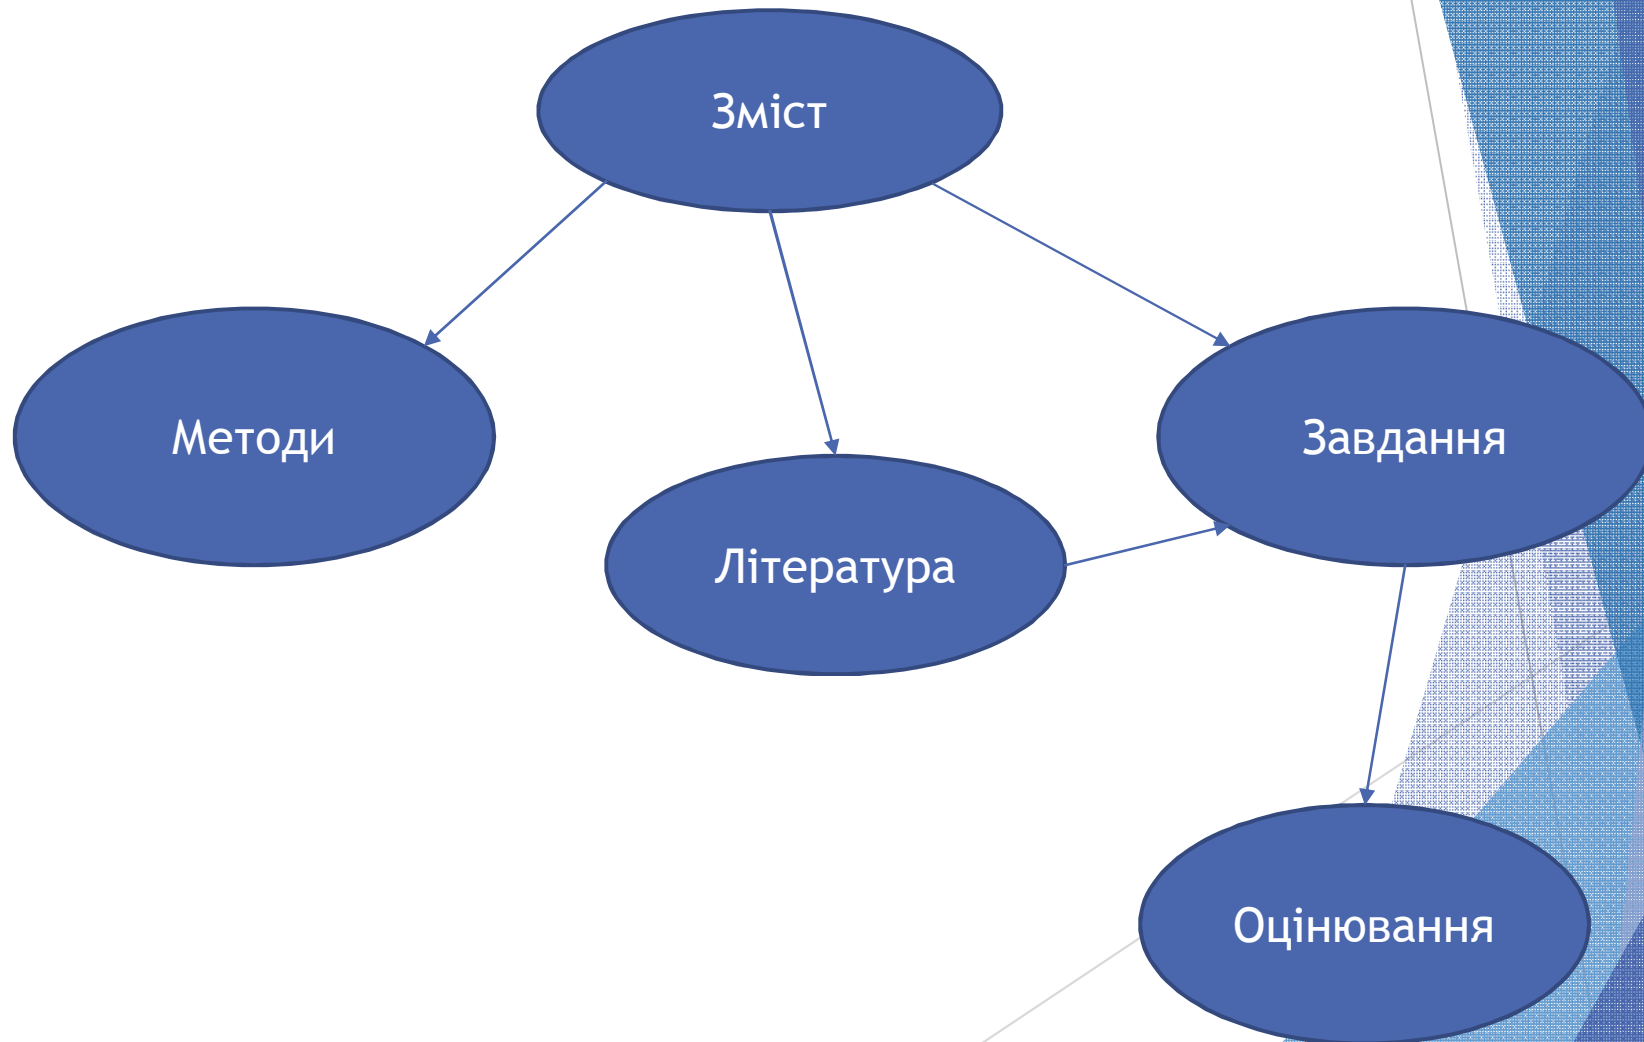 Зміст
Методи
Завдання
Література
Оцінювання